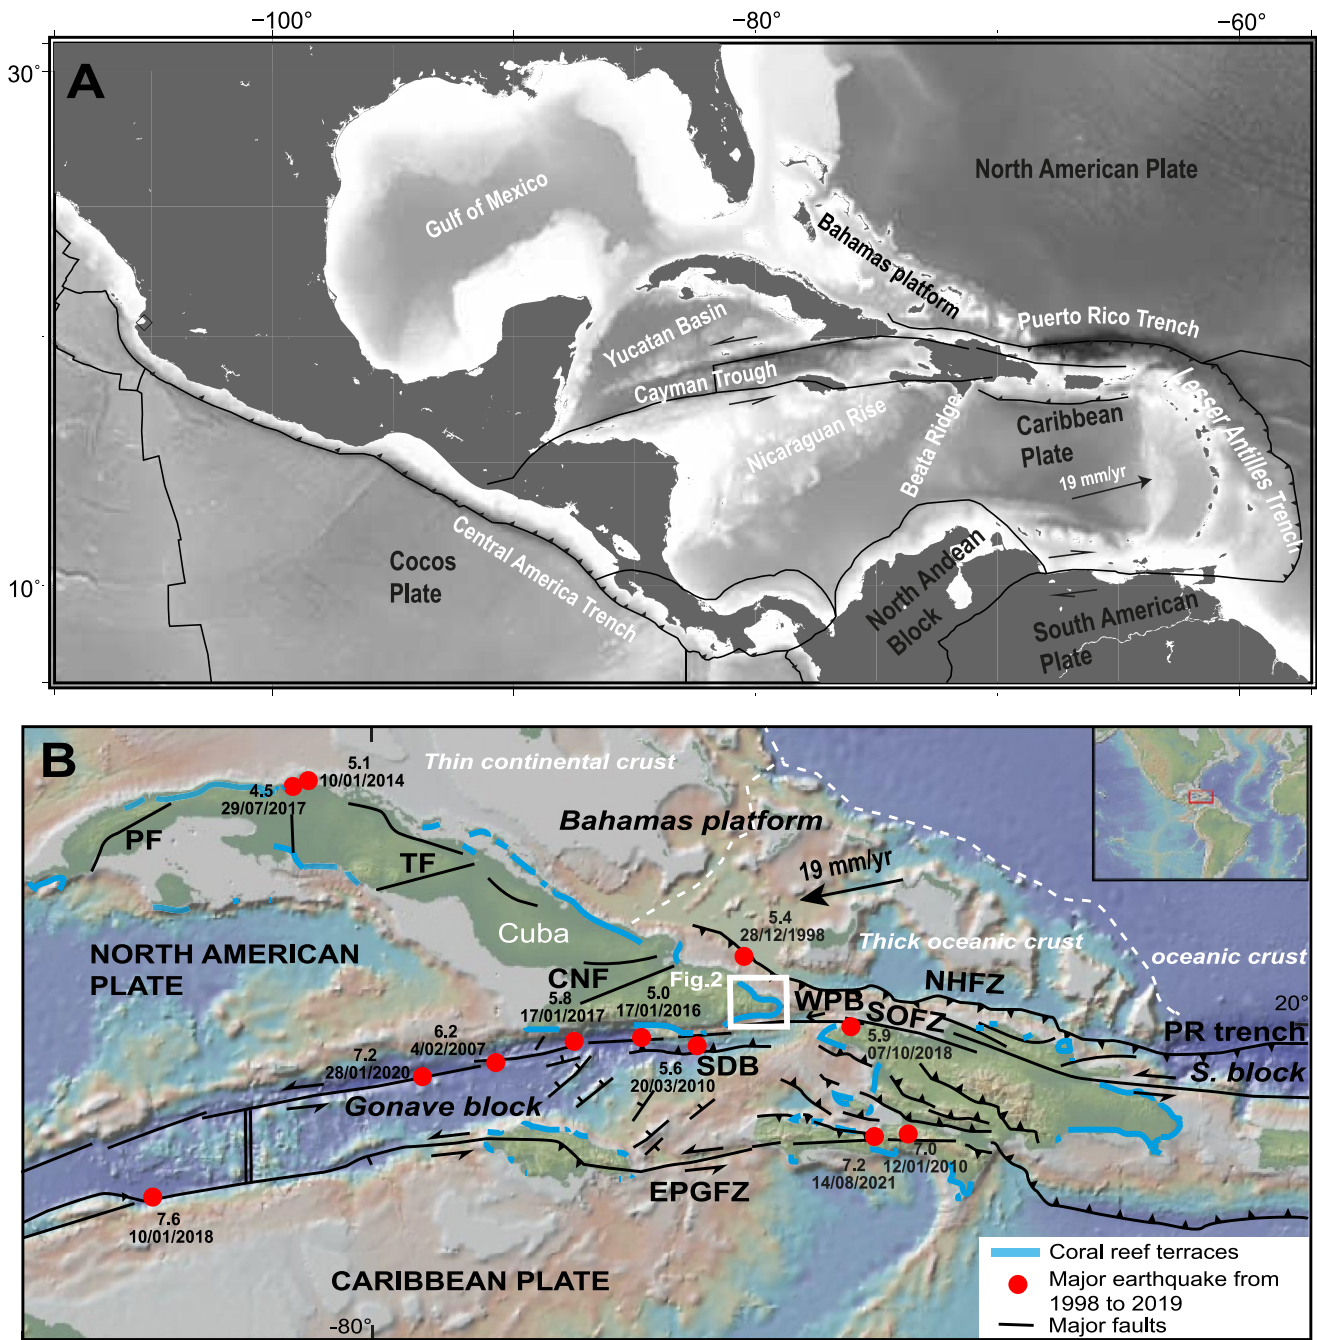 −100°
−80°
−60°
30°
A
North American Plate
Gulf of Mexico
Bahamas platform
Puerto Rico Trench
Yucatan Basin
Cayman Trough
Lesser Antilles Trench
Nicaraguan Rise
Beata Ridge
Caribbean
Plate
19 mm/yr
Central America Trench
Cocos
Plate
10°
North Andean
Block
South American
Plate
B
5.1
10/01/2014
4.5
29/07/2017
Thin continental crust
PF
TF
Bahamas platform
19 mm/yr
Cuba
5.4
28/12/1998
Thick oceanic crust
oceanic crust
NORTH AMERICAN
PLATE
CNF
Fig.2
NHFZ
5.8
17/01/2017
5.0
17/01/2016
WPB
SOFZ
20°
PR trench
6.2
4/02/2007
5.9
07/10/2018
7.2
28/01/2020
SDB
5.6
20/03/2010
S. block
Gonave block
7.0
12/01/2010
7.2
14/08/2021
EPGFZ
7.6
10/01/2018
CARIBBEAN PLATE
-80°
Coral reef terraces
Major earthquake from
1998 to 2019
Major faults